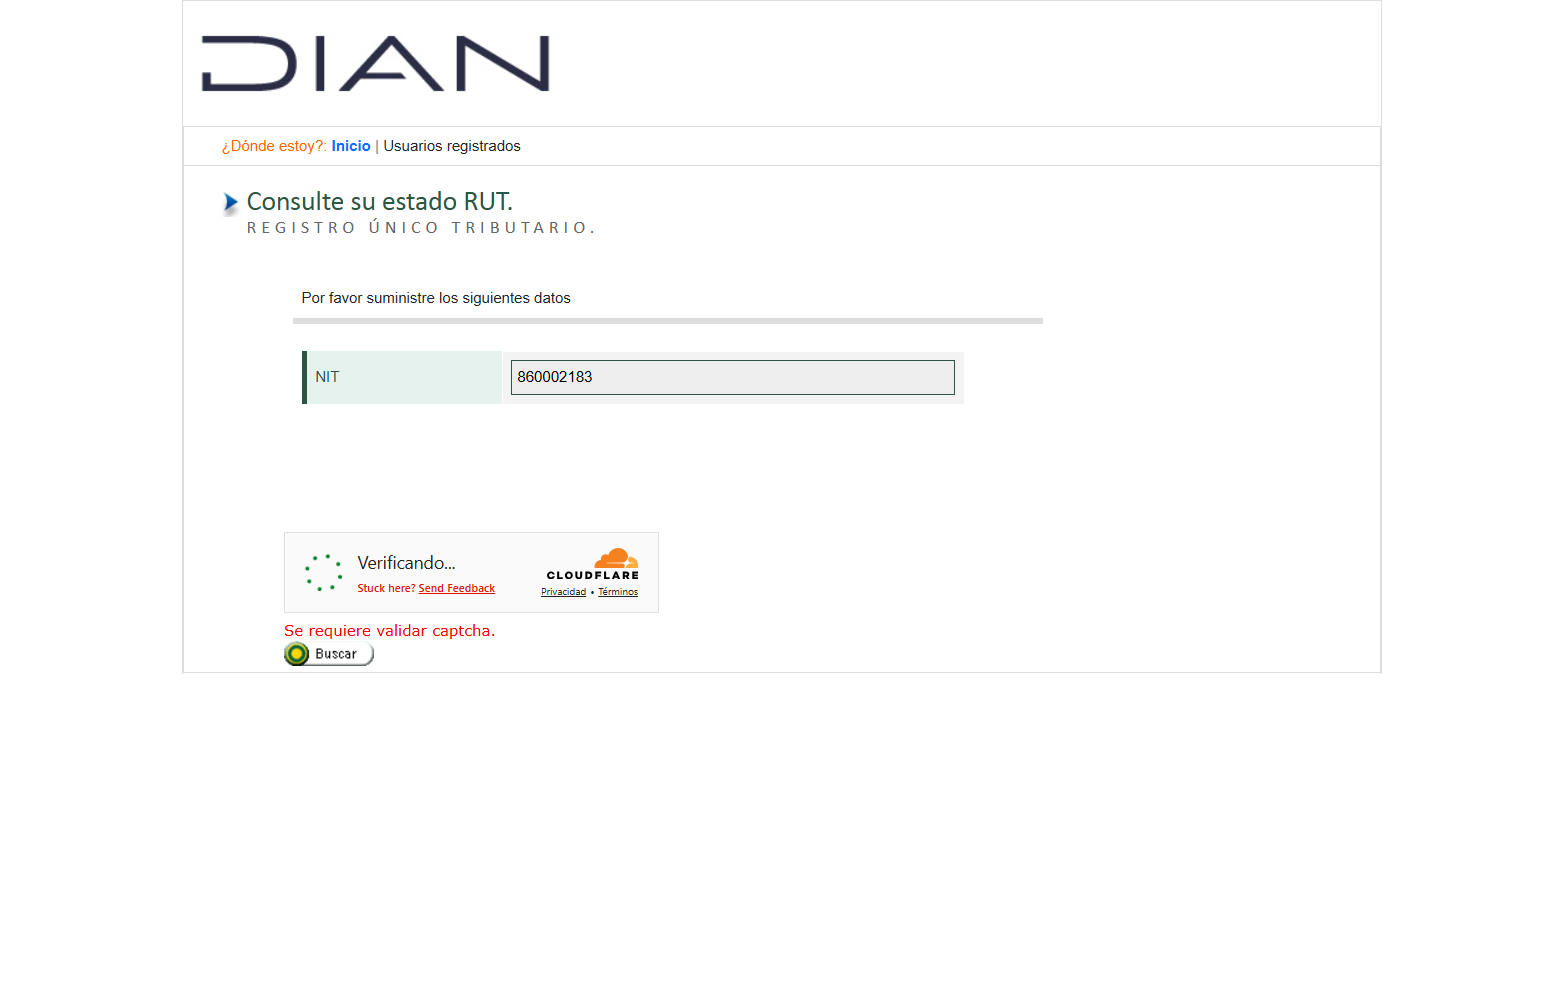 DIAN
¿Dónde estoy?: Inicio | Usuarios registrados
Consulte su estado RUT.
REGISTRO ÚNICO TRIBUTARIO.
Por favor suministre los siguientes datos
NIT 860002183
Verificando...
Stuck here? Send Feedback
CLOUDFLARE
Privacidad • Términos
Se requiere validar captcha.
Buscar